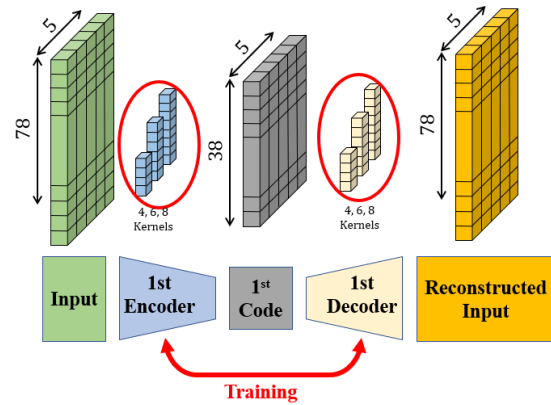 5
5
5
78
38
78
4, 6, 8
Kernels
4, 6, 8
Kernels
Input
1st
Encoder
1st
Code
1st
Decoder
Reconstructed
Input
Training